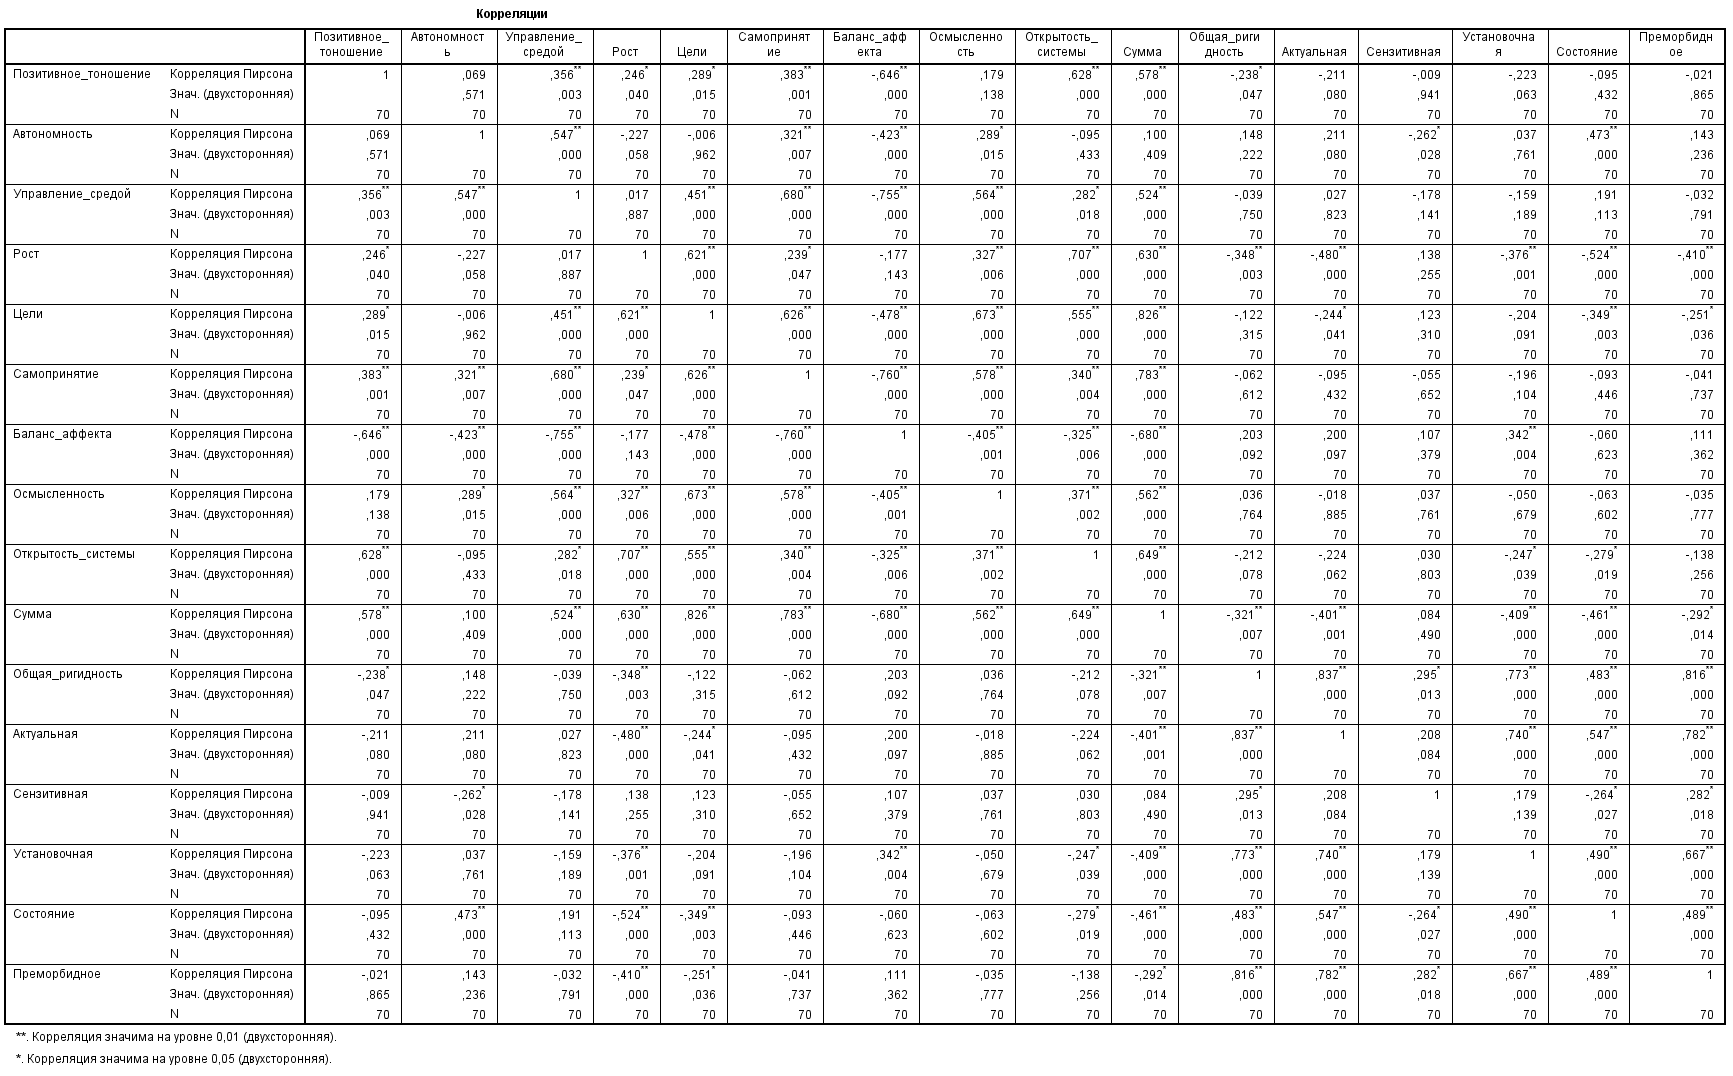 Корреляции
Позитивное_тоношение Автономность Управление_средой Рост Цели Самопринятие Баланс_аффекта Осмысленность Открытость_системы Сумма Общая_ригидность Актуальная Сензитивная Установочная Состояние Преморбидное
Позитивное_тоношение Корреляция Пирсона 1 ,069 ,356** ,246* ,289* ,383** -,646** ,179 ,628** ,578** -,238* -,211 -,009 -,223 -,095 -,021
Знач. (двухсторонняя) ,571 ,003 ,040 ,015 ,001 ,000 ,138 ,000 ,000 ,047 ,080 ,941 ,063 ,432 ,865
N 70 70 70 70 70 70 70 70 70 70 70 70 70 70 70 70
Автономность Корреляция Пирсона ,069 1 ,547** -,227 -,006 ,321** -,423** ,289* -,095 ,100 ,148 ,211 -,262* ,037 ,473** ,143
Знач. (двухсторонняя) ,571 ,000 ,058 ,962 ,007 ,000 ,015 ,433 ,409 ,222 ,080 ,028 ,761 ,000 ,236
N 70 70 70 70 70 70 70 70 70 70 70 70 70 70 70 70
Управление_средой Корреляция Пирсона ,356** ,547** 1 ,017 ,451** ,680** -,755** ,564** ,282* ,524** -,039 ,027 -,178 -,159 ,191 -,032
Знач. (двухсторонняя) ,003 ,000 ,887 ,000 ,000 ,000 ,000 ,018 ,000 ,750 ,823 ,141 ,189 ,113 ,791
N 70 70 70 70 70 70 70 70 70 70 70 70 70 70 70 70
Рост Корреляция Пирсона ,246* -,227 ,017 1 ,621** ,239* -,177 ,327** ,707** ,630** -,348** -,480** ,138 -,376** -,524** -,410**
Знач. (двухсторонняя) ,040 ,058 ,887 ,000 ,047 ,143 ,006 ,000 ,000 ,003 ,000 ,255 ,001 ,000 ,000
N 70 70 70 70 70 70 70 70 70 70 70 70 70 70 70 70
Цели Корреляция Пирсона ,289* -,006 ,451** ,621** 1 ,626** -,478** ,673** ,555** ,826** -,122 -,244* ,123 -,204 -,349** -,251*
Знач. (двухсторонняя) ,015 ,962 ,000 ,000 ,000 ,000 ,000 ,000 ,000 ,315 ,041 ,310 ,091 ,003 ,036
N 70 70 70 70 70 70 70 70 70 70 70 70 70 70 70 70
Самопринятие Корреляция Пирсона ,383** ,321** ,680** ,239* ,626** 1 -,760** ,578** ,340** ,783** -,062 -,095 -,055 -,196 -,093 -,041
Знач. (двухсторонняя) ,001 ,007 ,000 ,047 ,000 ,000 ,000 ,004 ,000 ,612 ,432 ,652 ,104 ,446 ,737
N 70 70 70 70 70 70 70 70 70 70 70 70 70 70 70 70
Баланс_аффекта Корреляция Пирсона -,646** -,423** -,755** -,177 -,478** -,760** 1 -,405** -,325** -,680** ,203 ,200 ,107 ,342** -,060 ,111
Знач. (двухсторонняя) ,000 ,000 ,000 ,143 ,000 ,000 ,001 ,006 ,000 ,092 ,097 ,379 ,004 ,623 ,362
N 70 70 70 70 70 70 70 70 70 70 70 70 70 70 70 70
Осмысленность Корреляция Пирсона ,179 ,289* ,564** ,327** ,673** ,578** -,405** 1 ,371** ,562** ,036 -,018 ,037 -,050 -,063 -,035
Знач. (двухсторонняя) ,138 ,015 ,000 ,006 ,000 ,000 ,001 ,002 ,000 ,764 ,885 ,761 ,679 ,602 ,777
N 70 70 70 70 70 70 70 70 70 70 70 70 70 70 70 70
Открытость_системы Корреляция Пирсона ,628** -,095 ,282* ,707** ,555** ,340** -,325** ,371** 1 ,649** -,212 -,224 ,030 -,247* -,279* -,138
Знач. (двухсторонняя) ,000 ,433 ,018 ,000 ,000 ,004 ,006 ,002 ,000 ,078 ,062 ,803 ,039 ,019 ,256
N 70 70 70 70 70 70 70 70 70 70 70 70 70 70 70 70
Сумма Корреляция Пирсона ,578** ,100 ,524** ,630** ,826** ,783** -,680** ,562** ,649** 1 -,321** -,401** ,084 -,409** -,461** -,292*
Знач. (двухсторонняя) ,000 ,409 ,000 ,000 ,000 ,000 ,000 ,000 ,000 ,007 ,001 ,490 ,000 ,000 ,014
N 70 70 70 70 70 70 70 70 70 70 70 70 70 70 70 70
Общая_ригидность Корреляция Пирсона -,238* ,148 -,039 -,348** -,122 -,062 ,203 ,036 -,212 -,321** 1 ,837** ,295* ,773** ,483** ,816**
Знач. (двухсторонняя) ,047 ,222 ,750 ,003 ,315 ,612 ,092 ,764 ,078 ,007 ,000 ,013 ,000 ,000 ,000
N 70 70 70 70 70 70 70 70 70 70 70 70 70 70 70 70
Актуальная Корреляция Пирсона -,211 ,211 ,027 -,480** -,244* -,095 ,200 -,018 -,224 -,401** ,837** 1 ,208 ,740** ,547** ,782**
Знач. (двухсторонняя) ,080 ,080 ,823 ,000 ,041 ,432 ,097 ,885 ,062 ,001 ,000 ,084 ,000 ,000 ,000
N 70 70 70 70 70 70 70 70 70 70 70 70 70 70 70 70
Сензитивная Корреляция Пирсона -,009 -,262* -,178 ,138 ,123 -,055 ,107 ,037 ,030 ,084 ,295* ,208 1 ,179 -,264* ,282*
Знач. (двухсторонняя) ,941 ,028 ,141 ,255 ,310 ,652 ,379 ,761 ,803 ,490 ,013 ,084 ,139 ,027 ,018
N 70 70 70 70 70 70 70 70 70 70 70 70 70 70 70 70
Установочная Корреляция Пирсона -,223 ,037 -,159 -,376** -,204 -,196 ,342** -,050 -,247* -,409** ,773** ,740** ,179 1 ,490** ,667**
Знач. (двухсторонняя) ,063 ,761 ,189 ,001 ,091 ,104 ,004 ,679 ,039 ,000 ,000 ,000 ,139 ,000 ,000
N 70 70 70 70 70 70 70 70 70 70 70 70 70 70 70 70
Состояние Корреляция Пирсона -,095 ,473** ,191 -,524** -,349** -,093 -,060 -,063 -,279* -,461** ,483** ,547** -,264* ,490** 1 ,489**
Знач. (двухсторонняя) ,432 ,000 ,113 ,000 ,003 ,446 ,623 ,602 ,019 ,000 ,000 ,000 ,027 ,000 ,000
N 70 70 70 70 70 70 70 70 70 70 70 70 70 70 70 70
Преморбидное Корреляция Пирсона -,021 ,143 -,032 -,410** -,251* -,041 ,111 -,035 -,138 -,292* ,816** ,782** ,282* ,667** ,489** 1
Знач. (двухсторонняя) ,865 ,236 ,791 ,000 ,036 ,737 ,362 ,777 ,256 ,014 ,000 ,000 ,018 ,000 ,000
N 70 70 70 70 70 70 70 70 70 70 70 70 70 70 70 70
**. Корреляция значима на уровне 0,01 (двухсторонняя).
*. Корреляция значима на уровне 0,05 (двухсторонняя).